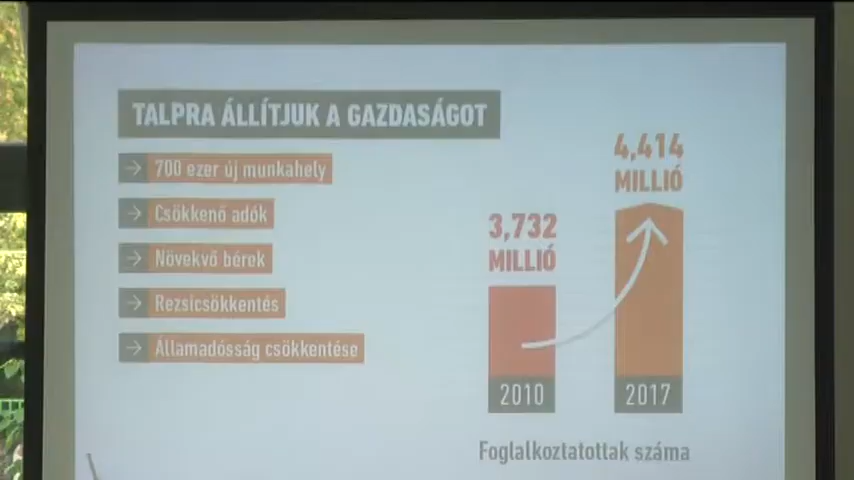 TALPRA ÁLLÍTJUK A GAZDASÁGOT
→ 700 ezer új munkahely
→ Csökkenő adók
→ Növekvő bérek
→ Rezsicsökkentés
→ Államadósság csökkentése
3,732
MILLIÓ
4,414
MILLIÓ
2010
2017
Foglalkoztatottak száma